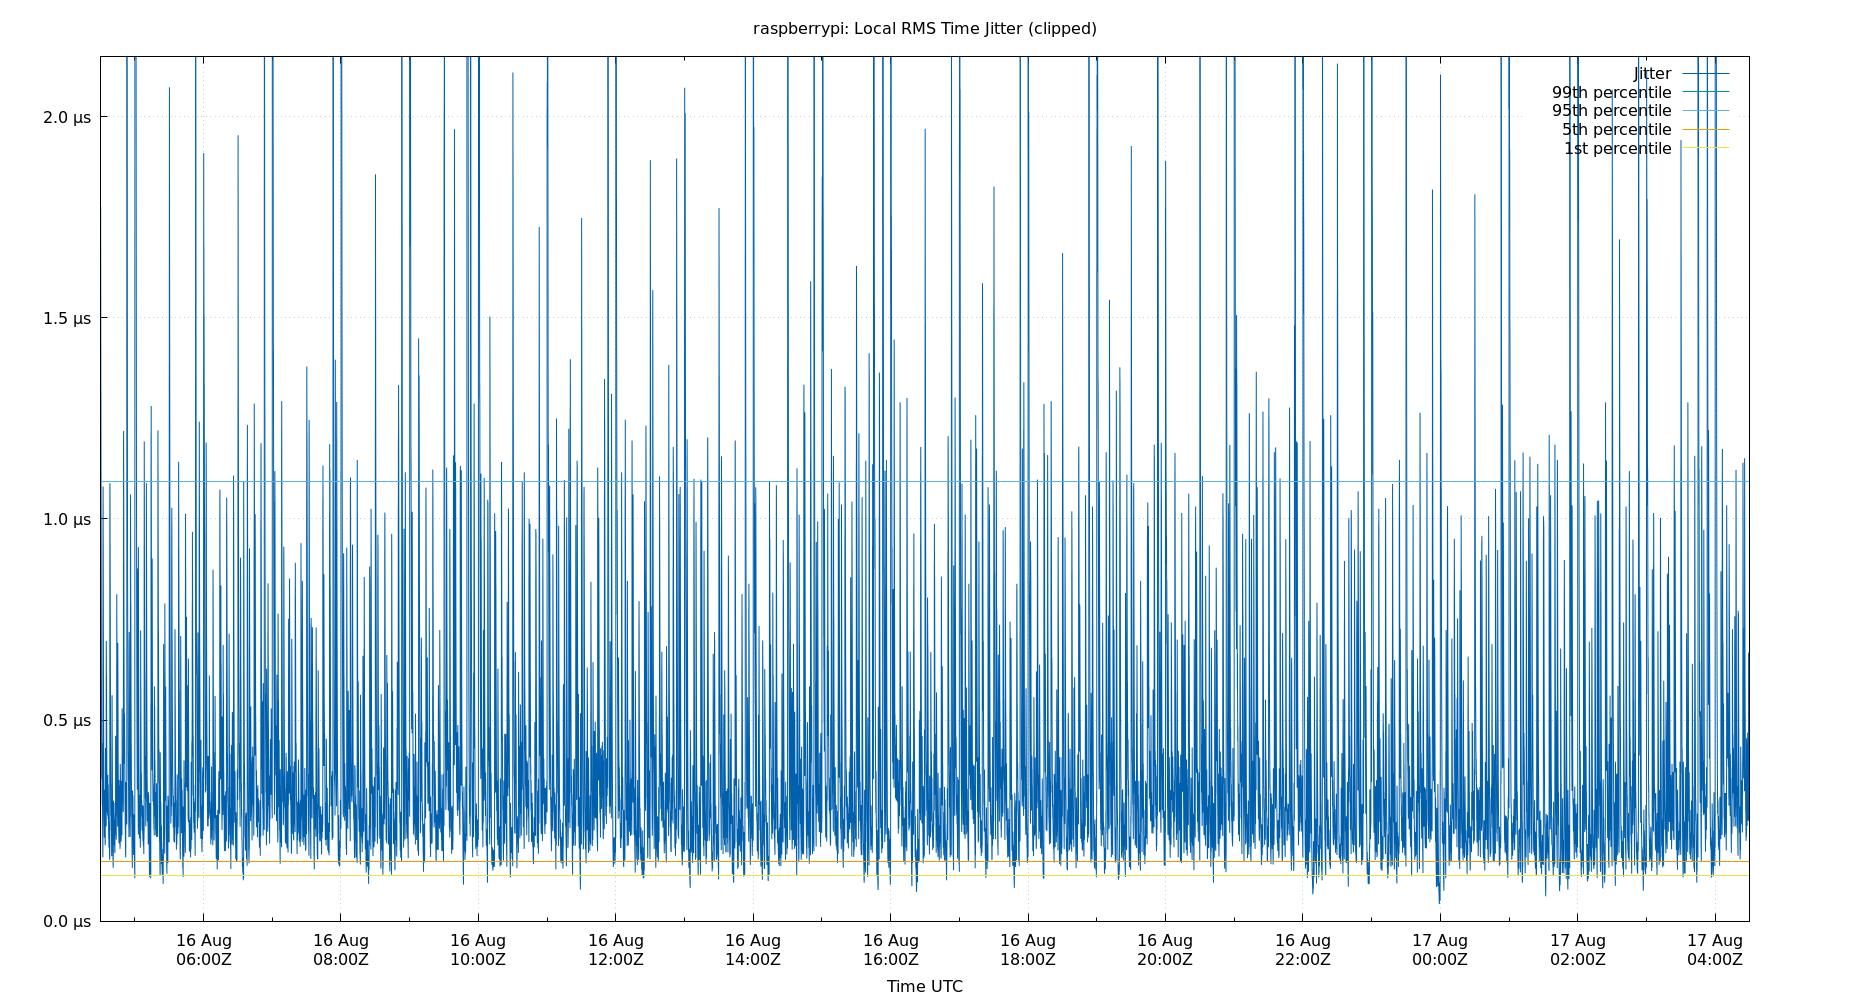 raspberrypi: Local RMS Time Jitter (clipped)
Jitter
99th percentile
95th percentile
5th percentile
1st percentile
2.0 µs
1.5 µs
1.0 µs
0.5 µs
0.0 µs
16 Aug 16 Aug 16 Aug 16 Aug 16 Aug 16 Aug 16 Aug 16 Aug 16 Aug 17 Aug 17 Aug 17 Aug
06:00Z 08:00Z 10:00Z 12:00Z 14:00Z 16:00Z 18:00Z 20:00Z 22:00Z 00:00Z 02:00Z 04:00Z
Time UTC